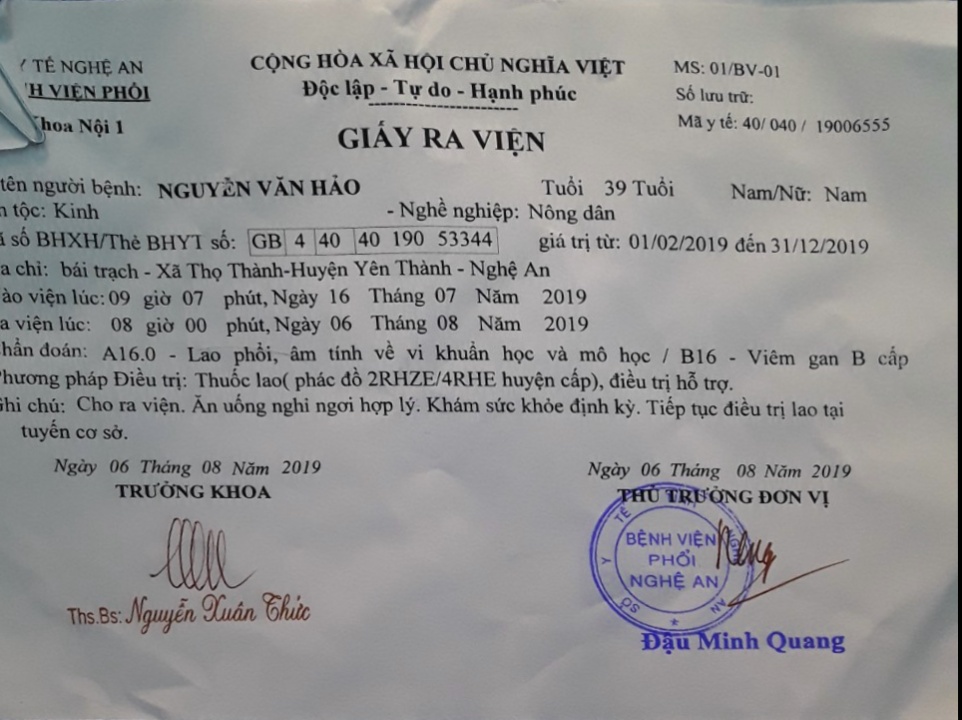 Y TẾ NGHỆ AN
H VIỆN PHỔI
Khoa Nội 1
CỘNG HÒA XÃ HỘI CHỦ NGHĨA VIỆT
Độc lập - Tự do - Hạnh phúc
MS: 01/BV-01
Số lưu trữ:
Mã y tế: 40/ 040 / 19006555
GIẤY RA VIỆN
tên người bệnh: NGUYỄN VĂN HẢO Tuổi 39 Tuổi Nam/Nữ: Nam
n tộc: Kinh - Nghề nghiệp: Nông dân
ã số BHXH/Thẻ BHYT số: GB 4 40 40 190 53344 giá trị từ: 01/02/2019 đến 31/12/2019
a chỉ: bái trạch - Xã Thọ Thành-Huyện Yên Thành - Nghệ An
ào viện lúc: 09 giờ 07 phút, Ngày 16 Tháng 07 Năm 2019
a viện lúc: 08 giờ 00 phút, Ngày 06 Tháng 08 Năm 2019
hẩn đoán: A16.0 - Lao phổi, âm tính về vi khuẩn học và mô học / B16 - Viêm gan B cấp
Phương pháp Điều trị: Thuốc lao( phác đồ 2RHZE/4RHE huyện cấp), điều trị hỗ trợ.
Ghi chú: Cho ra viện. Ăn uống nghi ngơi hợp lý. Khám sức khỏe định kỳ. Tiếp tục điều trị lao tại
tuyến cơ sở.
Ngày 06 Tháng 08 Năm 2019
TRƯỞNG KHOA
Ths.Bs: Nguyễn Xuân Thức
Ngày 06 Tháng 08 Năm 2019
THỦ TRƯỞNG ĐƠN VỊ
SỞ Y TẾ
AN
BỆNH VIỆN
PHỔI
NGHỆ AN
Đậu Minh Quang